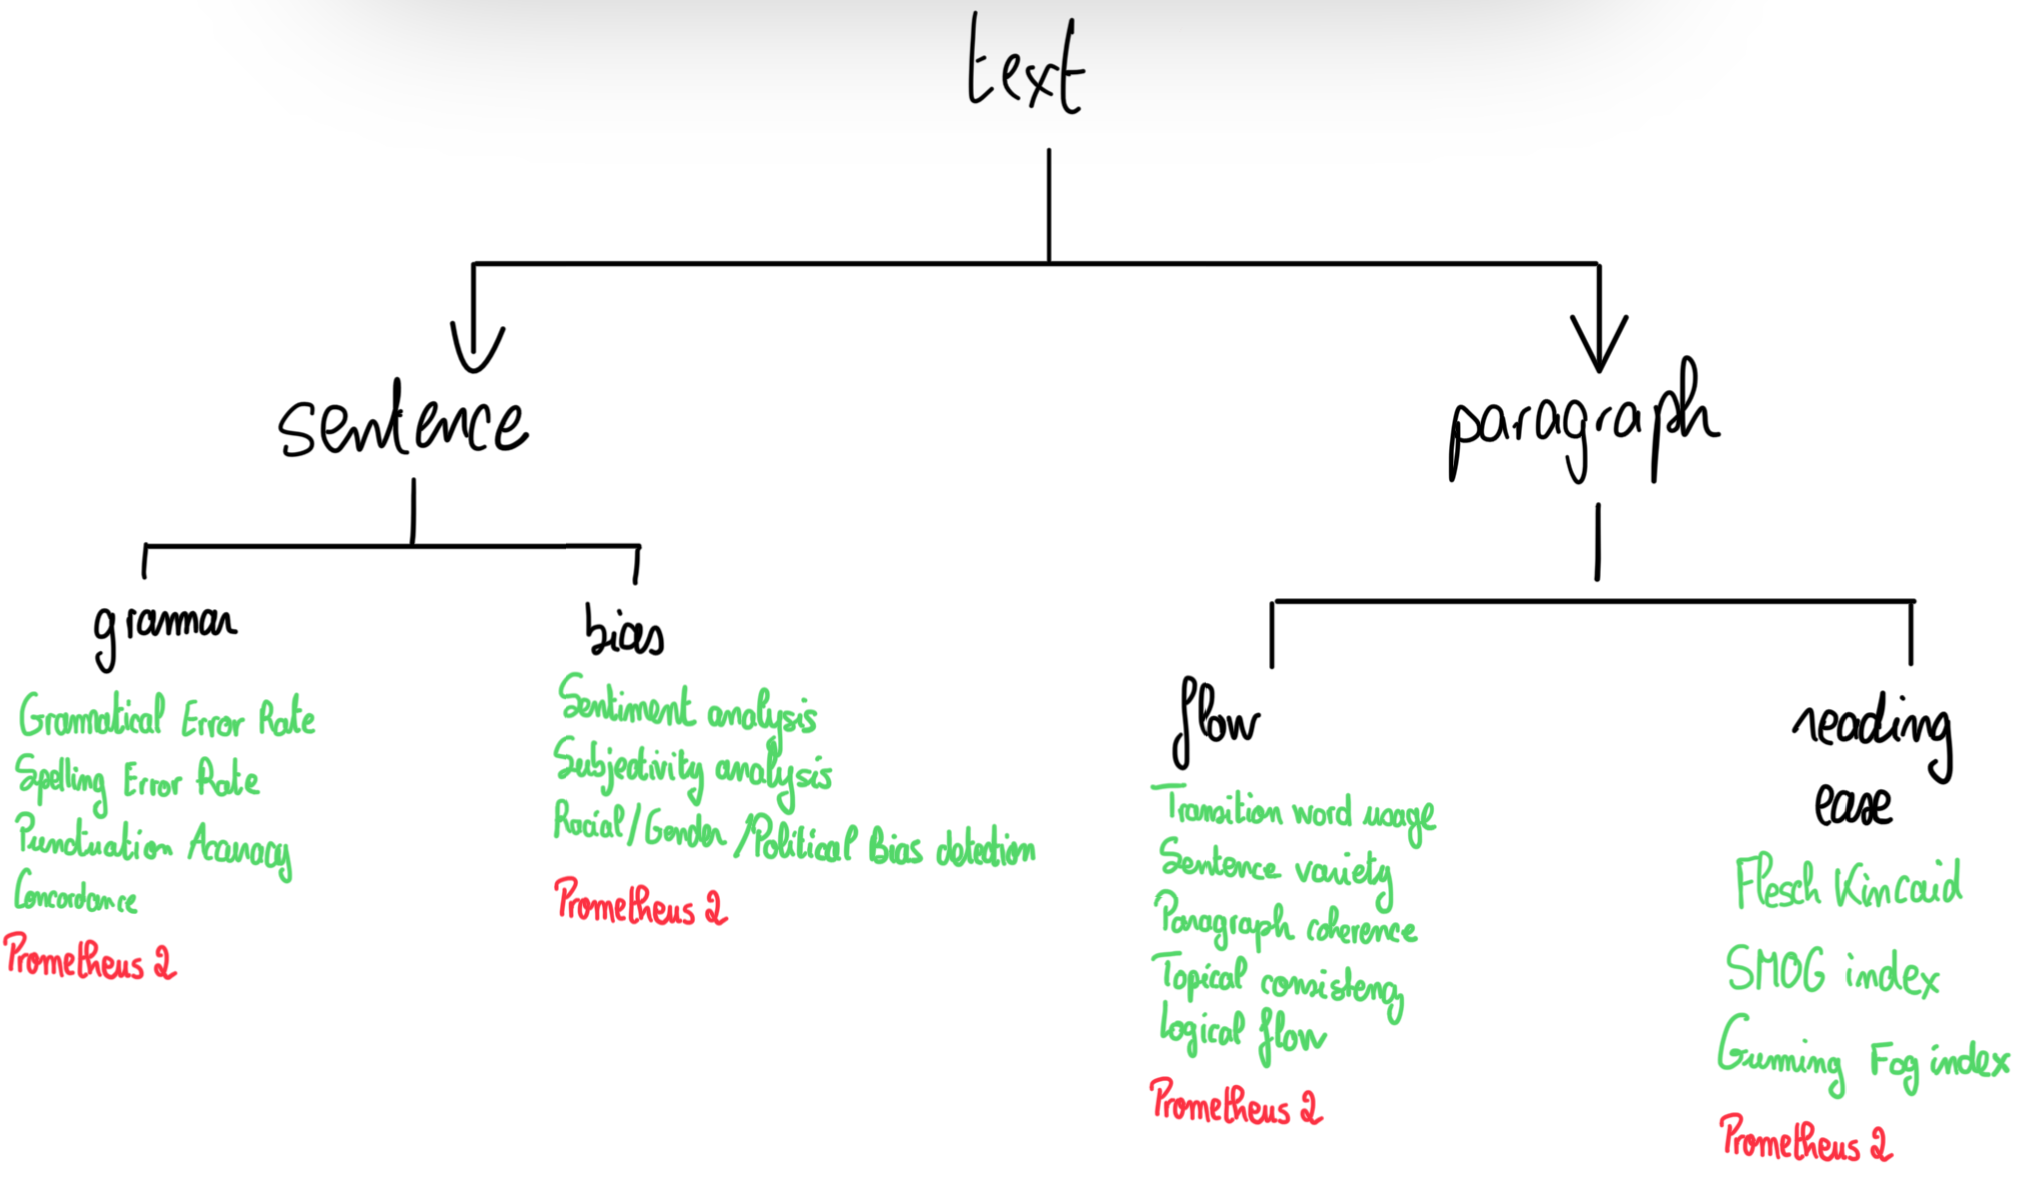 text
sentence
paragraph
grammar
Gramatical Error Rate
Spelling Error Rate
Punctuation Accuracy
Concordance
Prometheus 2
bias
Sentiment analysis
Subjectivity analysis
Racial/Gender/Political Bias detection
Prometheus 2
flow
Transition word usage
Sentence variety
Paragraph coherence
Topical consistency
Logical flow
Prometheus 2
reading
ease
Flesch Kincaid
SMOG index
Gunning Fog index
Prometheus 2